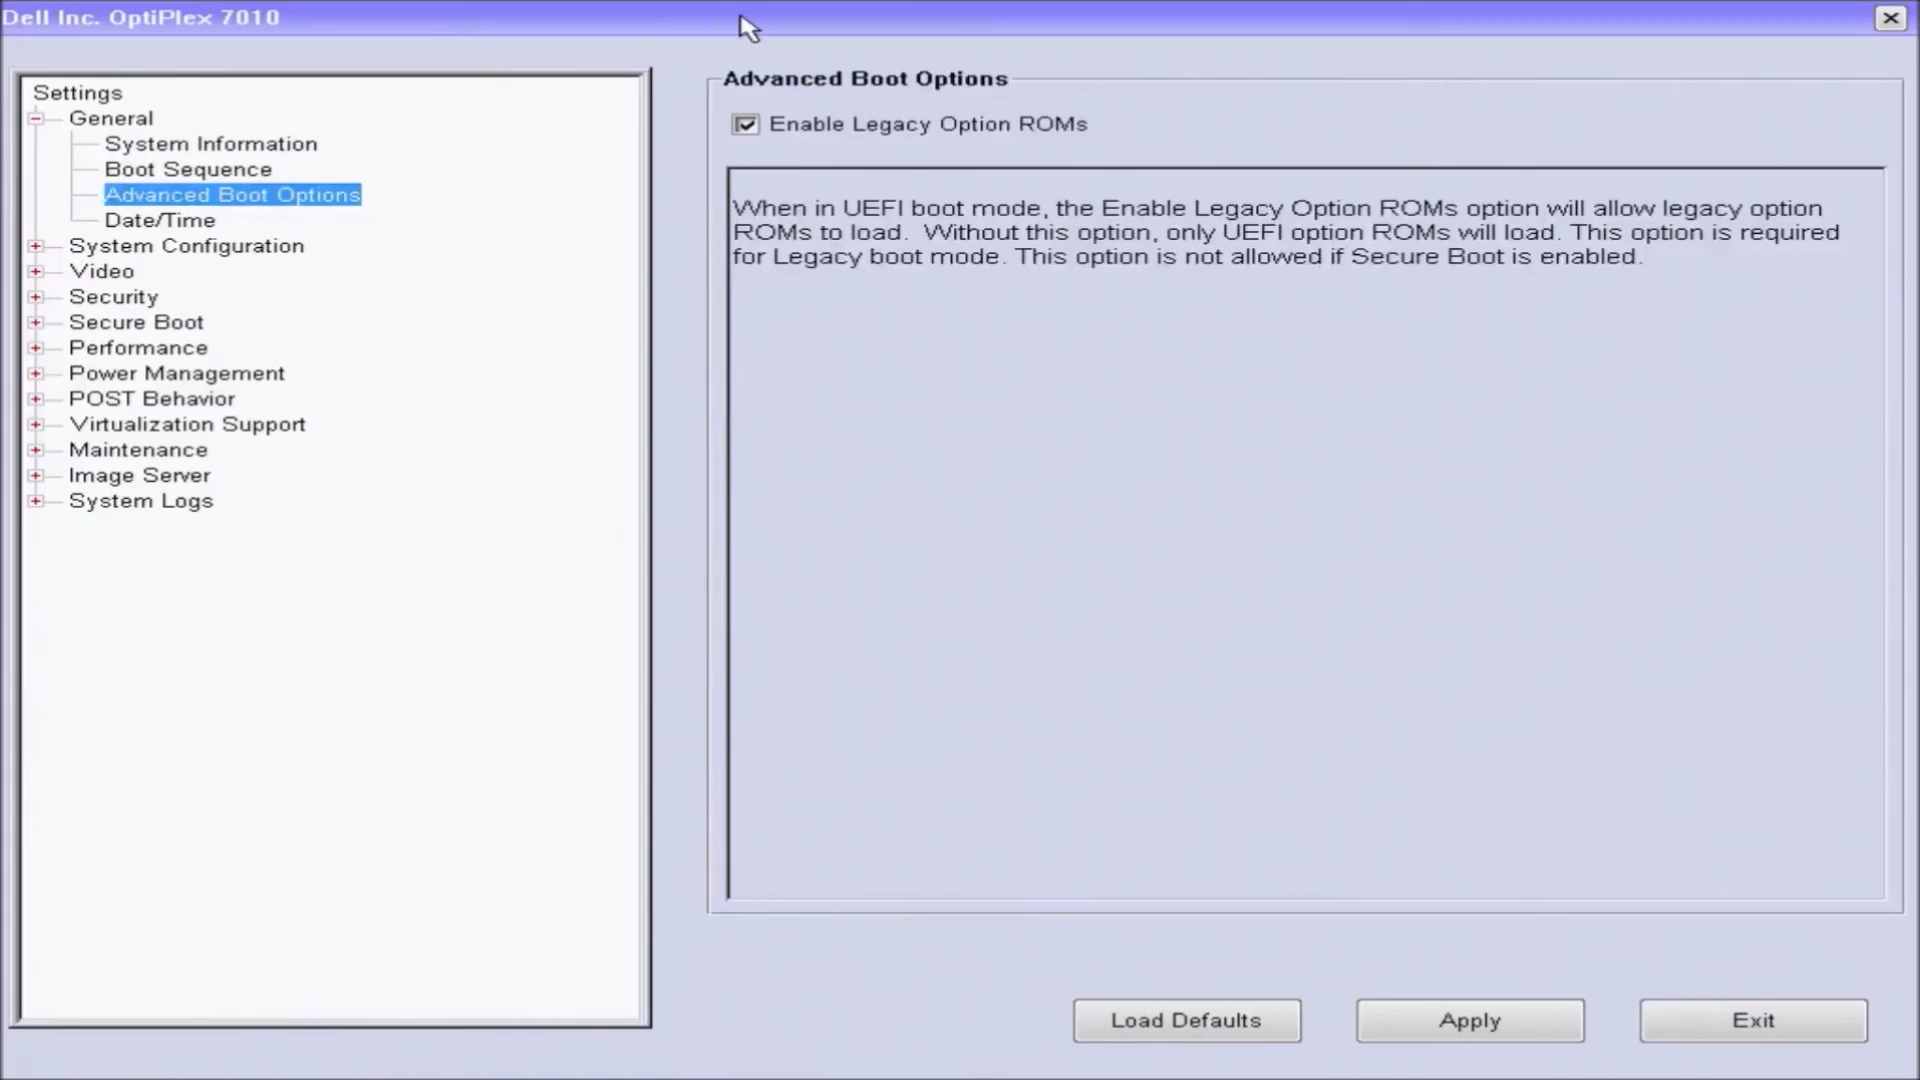 Dell Inc. OptiPlex 7010
Settings
General
System Information
Boot Sequence
Advanced Boot Options
Date/Time
System Configuration
Video
Security
Secure Boot
Performance
Power Management
POST Behavior
Virtualization Support
Maintenance
Image Server
System Logs
Advanced Boot Options
Enable Legacy Option ROMs
When in UEFI boot mode, the Enable Legacy Option ROMs option will allow legacy option
ROMs to load.  Without this option, only UEFI option ROMs will load. This option is required
for Legacy boot mode. This option is not allowed if Secure Boot is enabled.
Load Defaults
Apply
Exit